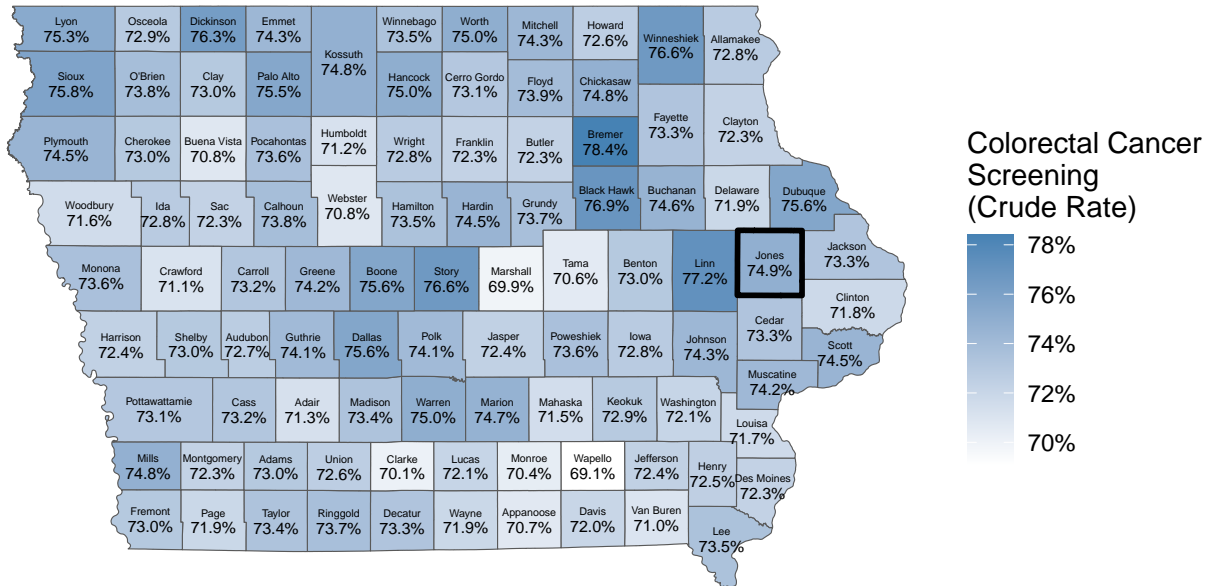 Lyon
75.3%
Osceola
72.9%
Dickinson
76.3%
Emmet
74.3%
Kossuth
74.8%
Winnebago
73.5%
Worth
75.0%
Mitchell
74.3%
Howard
72.6%
Winneshiek
76.6%
Allamakee
72.8%
Sioux
75.8%
O'Brien
73.8%
Clay
73.0%
Palo Alto
75.5%
Hancock
75.0%
Cerro Gordo
73.1%
Floyd
73.9%
Chickasaw
74.8%
Fayette
73.3%
Clayton
72.3%
Plymouth
74.5%
Cherokee
73.0%
Buena Vista
70.8%
Pocahontas
73.6%
Humboldt
71.2%
Wright
72.8%
Franklin
72.3%
Butler
72.3%
Bremer
78.4%
Woodbury
71.6%
Ida
72.8%
Sac
72.3%
Calhoun
73.8%
Webster
70.8%
Hamilton
73.5%
Hardin
74.5%
Grundy
73.7%
Black Hawk
76.9%
Buchanan
74.6%
Delaware
71.9%
Dubuque
75.6%
Monona
73.6%
Crawford
71.1%
Carroll
73.2%
Greene
74.2%
Boone
75.6%
Story
76.6%
Marshall
69.9%
Tama
70.6%
Benton
73.0%
Linn
77.2%
Jones
74.9%
Jackson
73.3%
Clinton
71.8%
Harrison
72.4%
Shelby
73.0%
Audubon
72.7%
Guthrie
74.1%
Dallas
75.6%
Polk
74.1%
Jasper
72.4%
Poweshiek
73.6%
Iowa
72.8%
Johnson
74.3%
Cedar
73.3%
Scott
74.5%
Muscatine
74.2%
Pottawattamie
73.1%
Cass
73.2%
Adair
71.3%
Madison
73.4%
Warren
75.0%
Marion
74.7%
Mahaska
71.5%
Keokuk
72.9%
Washington
72.1%
Louisa
71.7%
Mills
74.8%
Montgomery
72.3%
Adams
73.0%
Union
72.6%
Clarke
70.1%
Lucas
72.1%
Monroe
70.4%
Wapello
69.1%
Jefferson
72.4%
Henry
72.5%
Des Moines
72.3%
Fremont
73.0%
Page
71.9%
Taylor
73.4%
Ringgold
73.7%
Decatur
73.3%
Wayne
71.9%
Appanoose
70.7%
Davis
72.0%
Van Buren
71.0%
Lee
73.5%
Colorectal Cancer
Screening
(Crude Rate)
78%
76%
74%
72%
70%